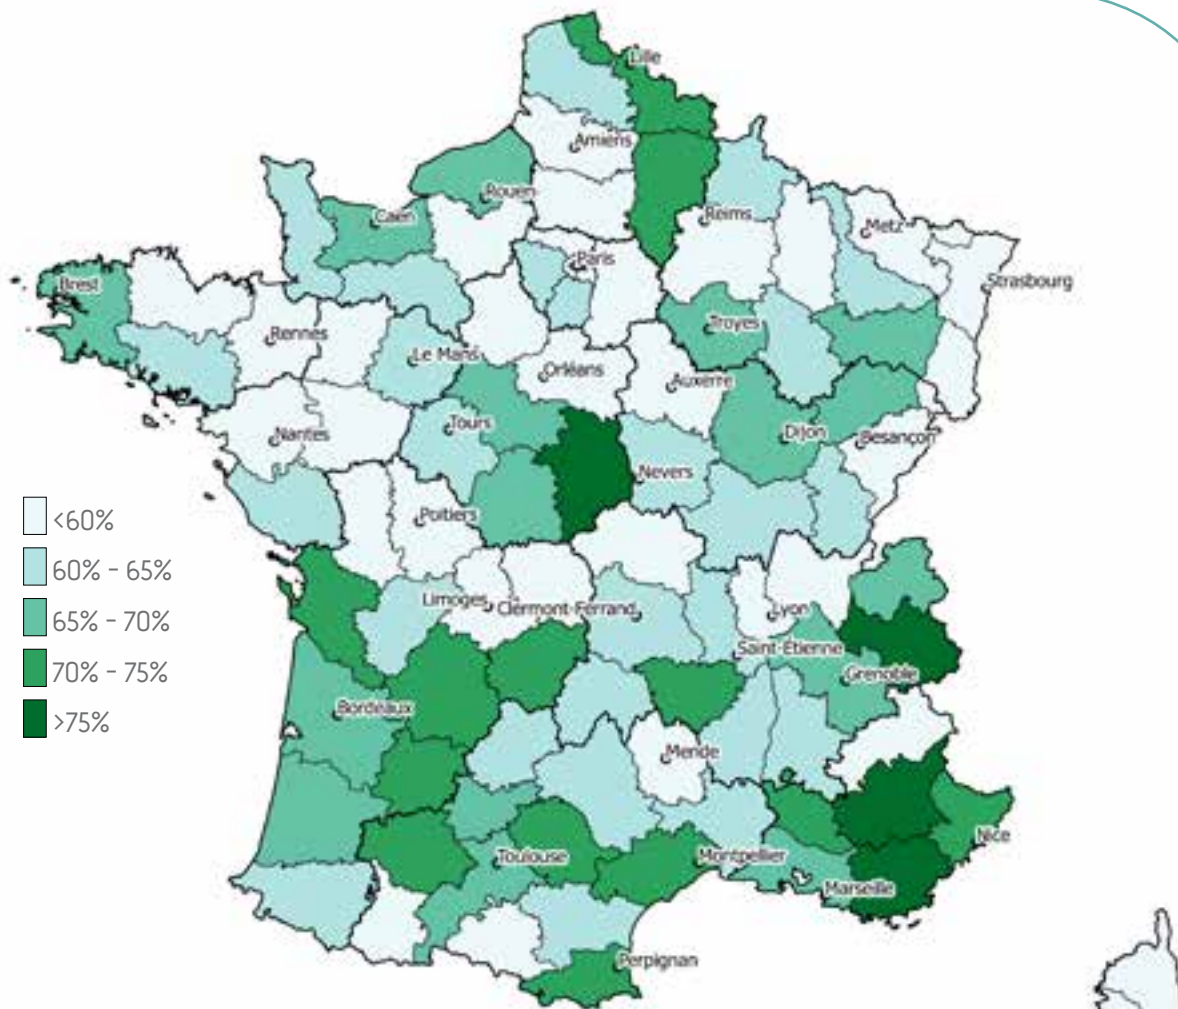 Lille
Amiens
Rouen
Caen
Reims
Metz
Paris
Strasbourg
Brest
Troyes
Rennes
Le Mans
Orléans
Auxerre
Tours
Dijon
Besançon
Nantes
Nevers
Poitiers
<60%
60% - 65%
65% - 70%
70% - 75%
>75%
Limoges
Clermont-Ferrand
Lyon
Saint-Étienne
Grenoble
Bordeaux
Mende
Nice
Toulouse
Montpellier
Marseille
Perpignan